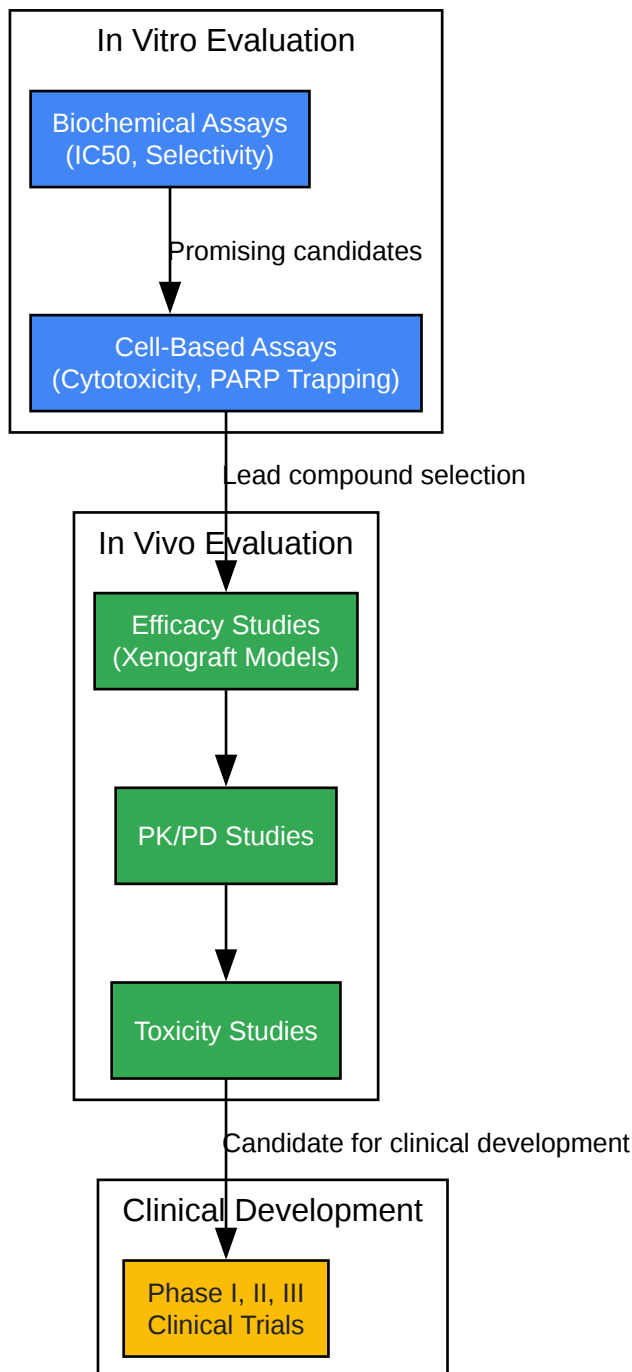 In Vitro Evaluation
Biochemical Assays
(IC50, Selectivity)
Promising candidates
Cell-Based Assays
(Cytotoxicity, PARP Trapping)
Lead compound selection
In Vivo Evaluation
Efficacy Studies
(Xenograft Models)
PK/PD Studies
Toxicity Studies
Candidate for clinical development
Clinical Development
Phase I, II, III
Clinical Trials